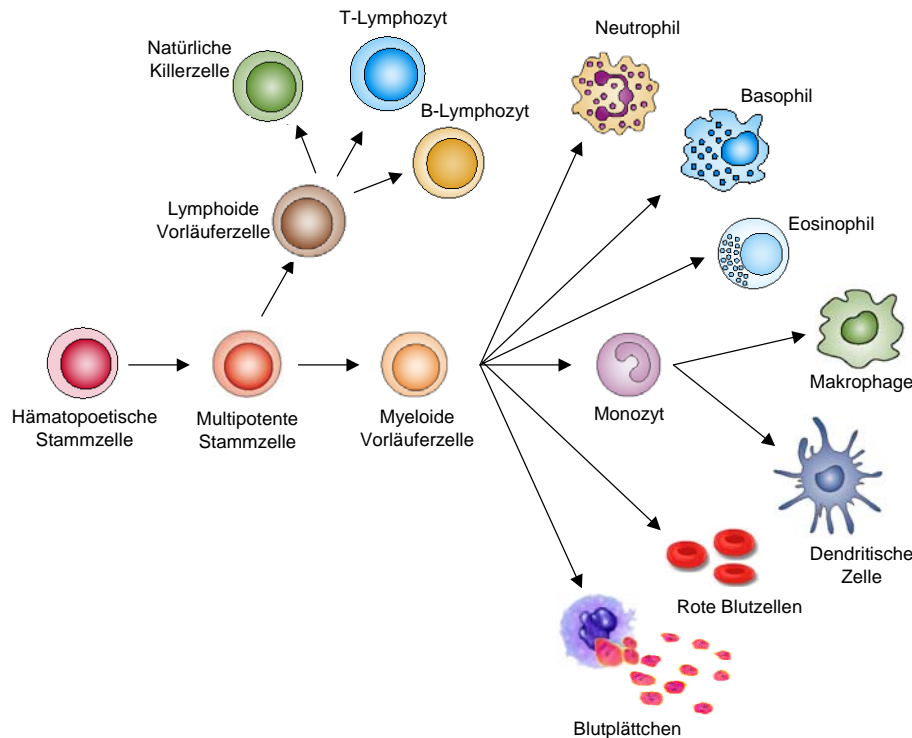 T-Lymphozyt
Natürliche
Killerzelle
B-Lymphozyt
Lymphoide
Vorläuferzelle
Neutrophil
Basophil
Eosinophil
Hämatopoetische
Stammzelle
Multipotente
Stammzelle
Myeloide
Vorläuferzelle
Monozyt
Makrophage
Dendritische
Zelle
Rote Blutzellen
Blutplättchen